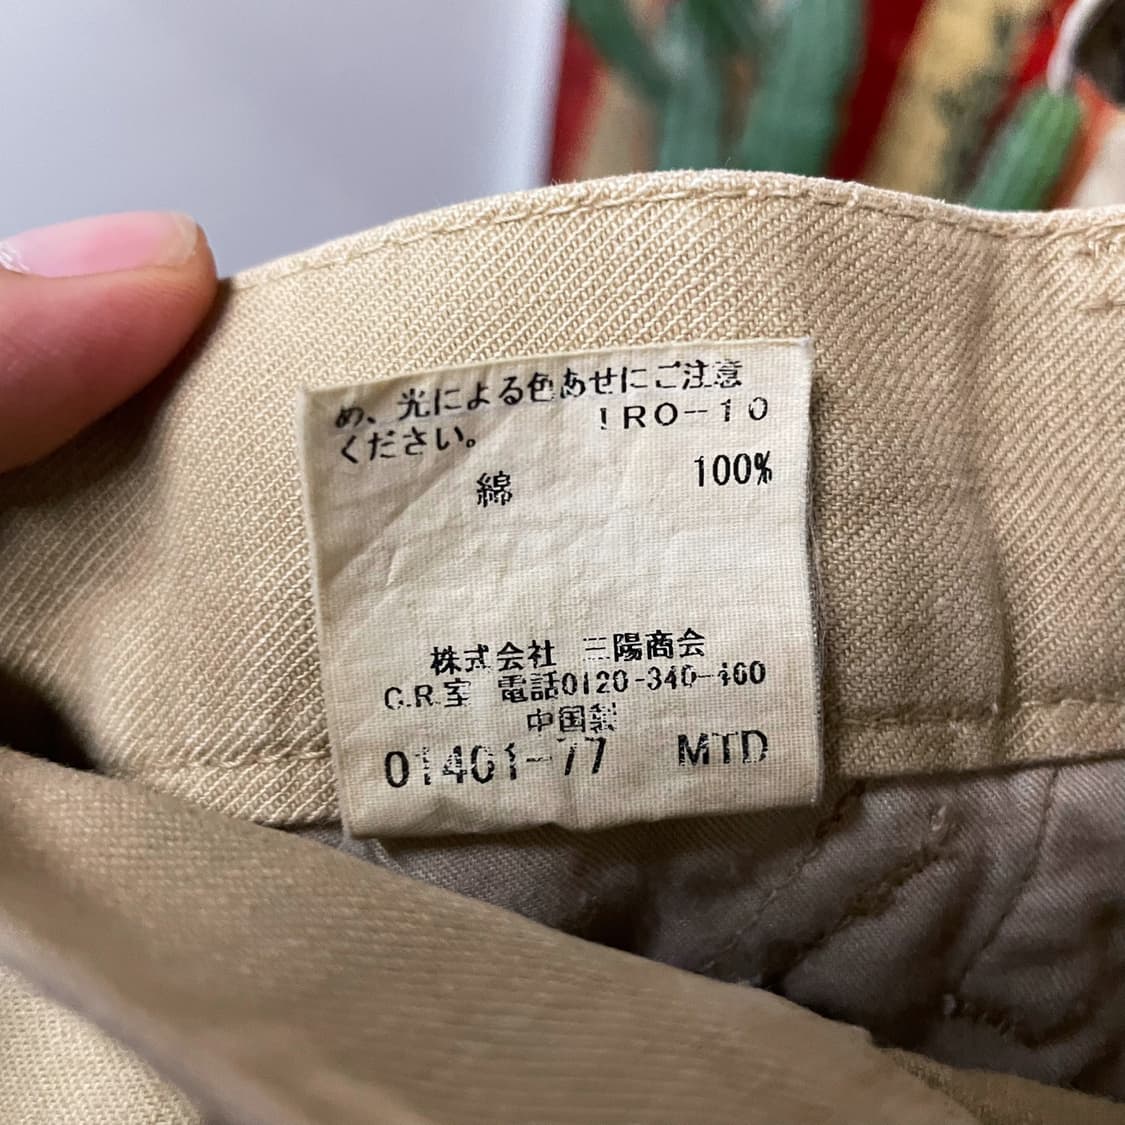 め、光による色あせにご注意
ください。 !RO-10
綿 100%
株式会社 三陽商会
C.R.室 電話0120-340-460
中国製
01401-77 MTD